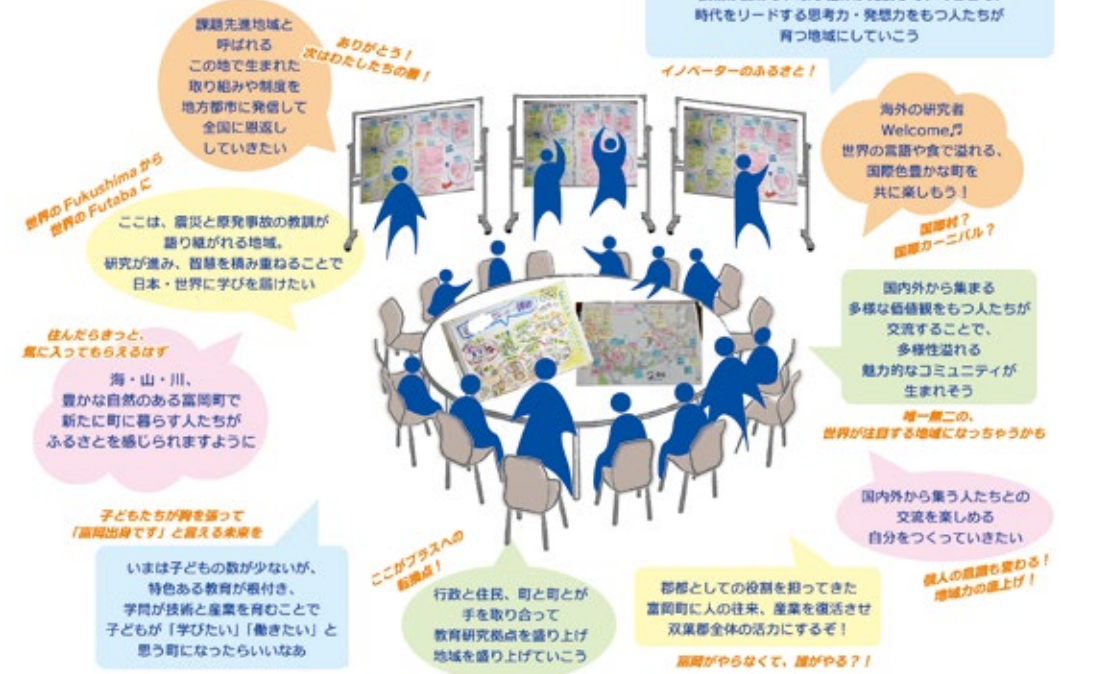 課題先進地域と
呼ばれる
この地で生まれた
取り組みや制度を
地方都市に発信して
全国に恩返し
していきたい
ありがとう！
次はわたしたちの番！
時代をリードする思考力・発想力をもつ人たちが
育つ地域にしていこう
イノベーターのふるさと！
海外の研究者
Welcome♫
世界の言語や食で溢れる、
国際色豊かな町を
共に楽しもう！
国際村？
国際カーニバル？
世界のFukushimaから
世界のFutabaに
ここは、震災と原発事故の教訓が
語り継がれる地域。
研究が進み、智慧を積み重ねることで
日本・世界に学びを届けたい
国内外から集まる
多様な価値観をもつ人たちが
交流することで、
多様性溢れる
魅力的なコミュニティが
生まれそう
唯一無二の、
世界が注目する地域になっちゃうかも
住んだらきっと、
気に入ってもらえるはず
海・山・川、
豊かな自然のある富岡町で
新たに町に暮らす人たちが
ふるさとを感じられますように
国内外から集う人たちとの
交流を楽しめる
自分をつくっていきたい
個人の意識も変わる！
地域力の底上げ！
子どもたちが胸を張って
「富岡出身です」と言える未来を
いまは子どもの数が少ないが、
特色ある教育が根付き、
学問が技術と産業を育むことで
子どもが「学びたい」「働きたい」と
思う町になったらいいなあ
ここがプラスへの
転換点！
行政と住民、町と町とが
手を取り合って
教育研究拠点を盛り上げ
地域を盛り上げていこう
郡都としての役割を担ってきた
富岡町に人の往来、産業を復活させ
双葉郡全体の活力にするぞ！
富岡がやらなくて、誰がやる？！